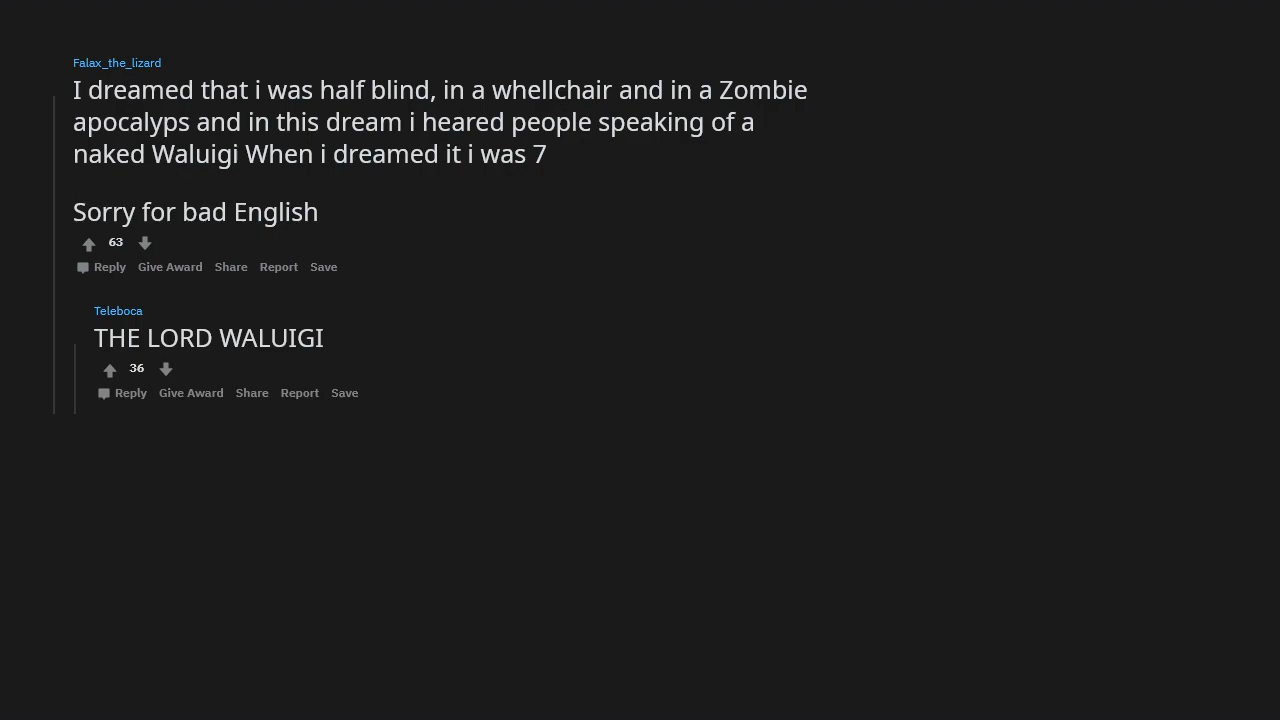 Falax_the_lizard
I dreamed that i was half blind, in a whellchair and in a Zombie
apocalyps and in this dream i heared people speaking of a
naked Waluigi When i dreamed it i was 7
Sorry for bad English
63
Reply Give Award Share Report Save
Teleboca
THE LORD WALUIGI
36
Reply Give Award Share Report Save